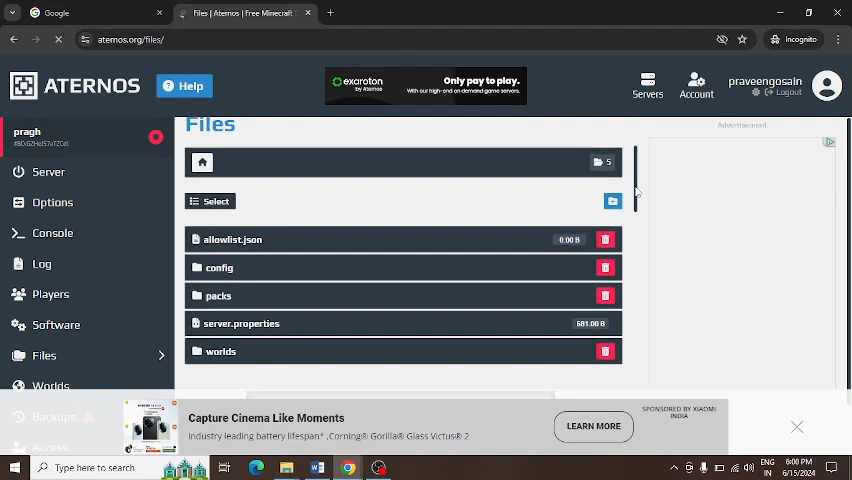 Google
Files | Aternos | Free Minecraft
aternos.org/files/
Incognito
ATERNOS
Help
exaroton
by Aternos
Only pay to play.
With our high-end on demand game servers.
Servers
Account
praveengosain
Logout
pragh
Server
Options
Console
Log
Players
Software
Files
Worlds
Backups
Access
Files
5
Select
allowlist.json 0.00 B
config
packs
server.properties 681.00 B
worlds
Advertisement
Capture Cinema Like Moments
Industry leading battery lifespan* ,Corning® Gorilla® Glass Victus® 2
LEARN MORE
SPONSORED BY XIAOMI
INDIA
Type here to search
ENG
IN
6:00 PM
6/15/2024